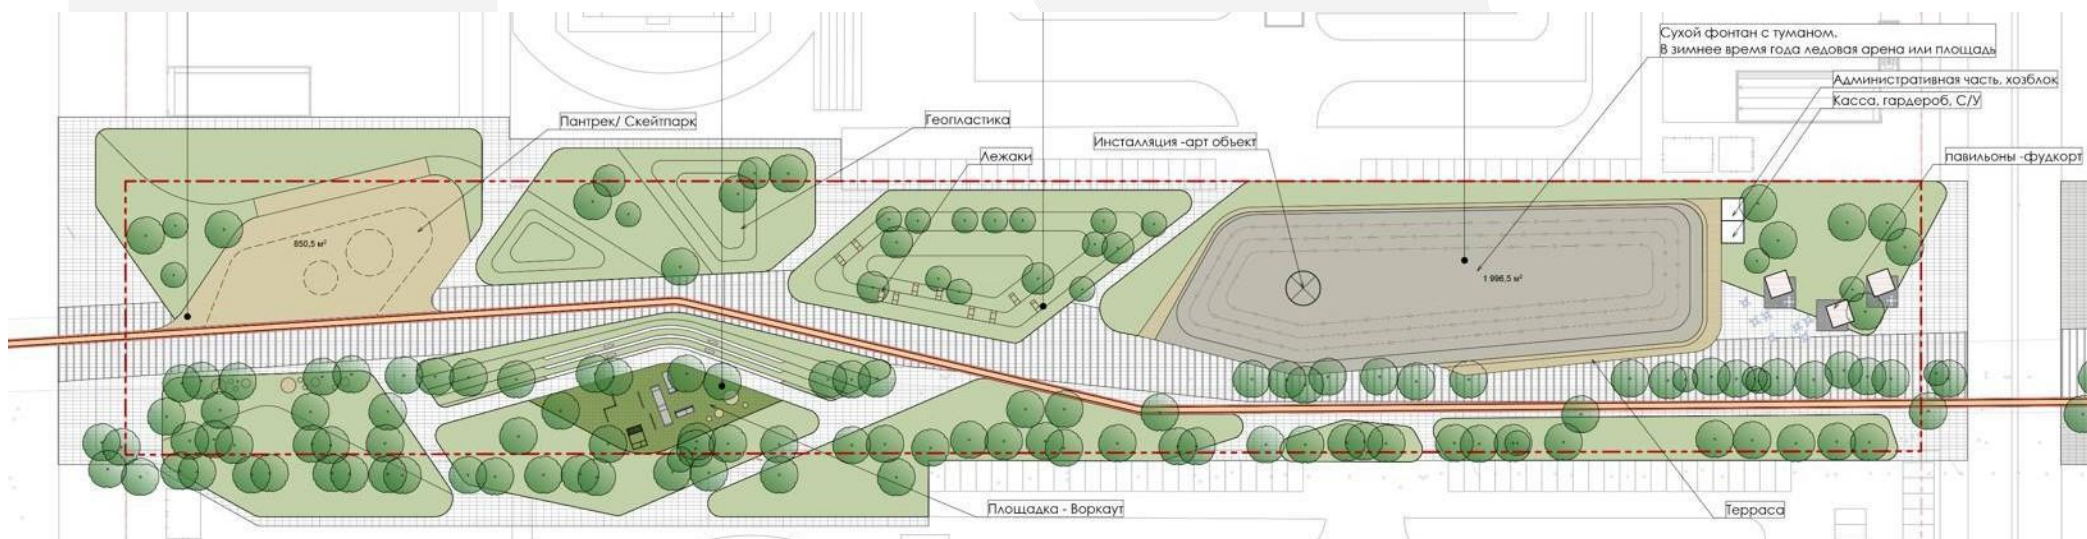 Сухой фонтан с туманом.
В зимнее время года ледовая арена или площадь
Административная часть, хозблок
Касса, гардероб, С/У
Пантрек/ Скейтпарк
Геопластика
Инсталляция -арт объект
Лежаки
павильоны -фудкорт
850,5 м²
1 996,5 м²
Площадка - Воркаут
Терраса